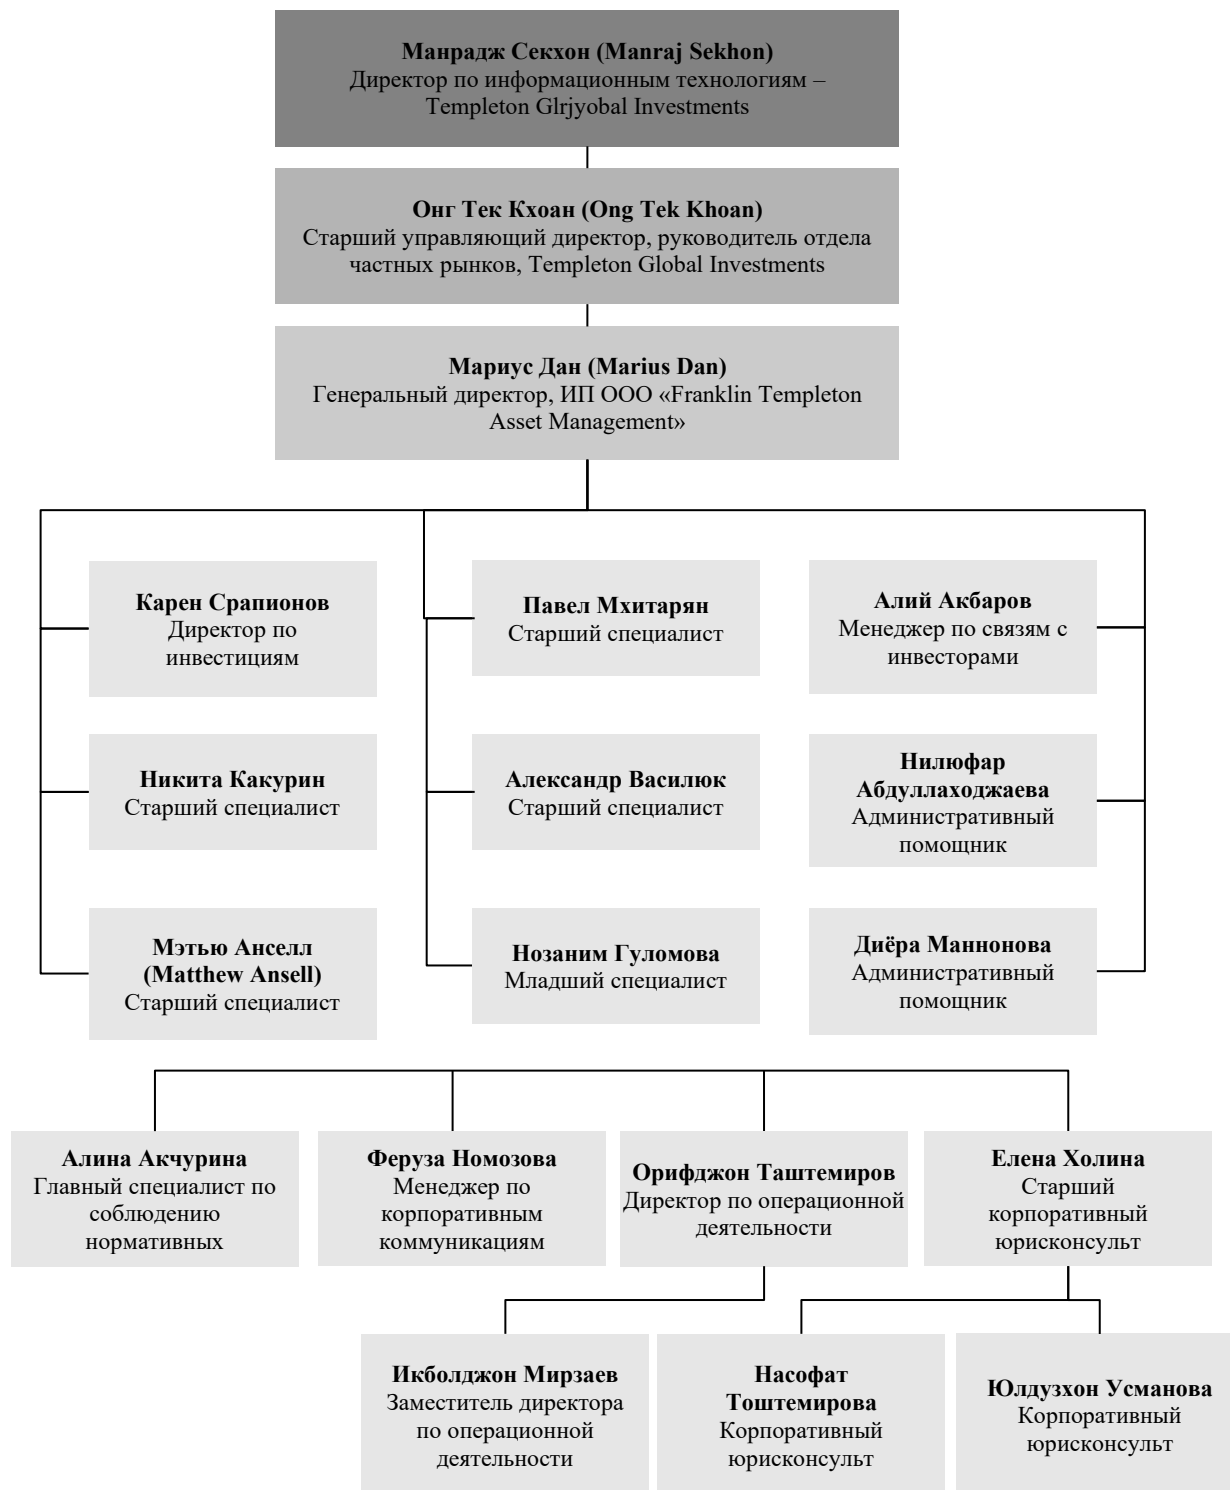 Манрадж Секхон (Manraj Sekhon)
Директор по информационным технологиям –
Templeton Glrjyobal Investments
Онг Тек Кхоан (Ong Tek Khoan)
Старший управляющий директор, руководитель отдела
частных рынков, Templeton Global Investments
Мариус Дан (Marius Dan)
Генеральный директор, ИП ООО «Franklin Templeton
Asset Management»
Карен Срапионов
Директор по
инвестициям
Павел Мхитарян
Старший специалист
Алий Акбаров
Менеджер по связям с
инвесторами
Никита Какурин
Старший специалист
Александр Василюк
Старший специалист
Нилюфар
Абдуллаходжаева
Административный
помощник
Мэтью Анселл
(Matthew Ansell)
Старший специалист
Нозаним Гуломова
Младший специалист
Диёра Маннонова
Административный
помощник
Алина Акчурина
Главный специалист по
соблюдению
нормативных
Феруза Номозова
Менеджер по
корпоративным
коммуникациям
Орифджон Таштемиров
Директор по операционной
деятельности
Елена Холина
Старший
корпоративный
юрисконсульт
Икболджон Мирзаев
Заместитель директора
по операционной
деятельности
Насофат
Тоштемирова
Корпоративный
юрисконсульт
Юлдузхон Усманова
Корпоративный
юрисконсульт